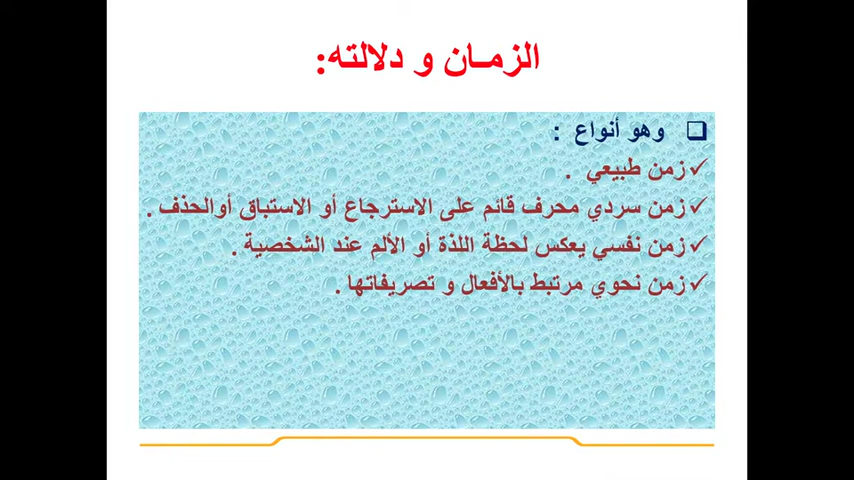 الزمـان و دلالته:
❑ وهو أنواع :
✓زمن طبيعي .
✓زمن سردي محرف قائم على الاسترجاع أو الاستباق أوالحذف .
✓زمن نفسي يعكس لحظة اللذة أو الألم عند الشخصية .
✓زمن نحوي مرتبط بالأفعال و تصريفاتها .